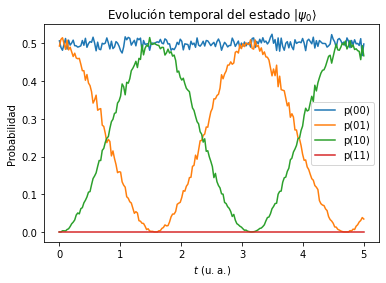 Evolución temporal del estado |ψ₀⟩
Probabilidad
0.5
0.4
0.3
0.2
0.1
0.0
p(00)
p(01)
p(10)
p(11)
0 1 2 3 4 5
t (u. a.)